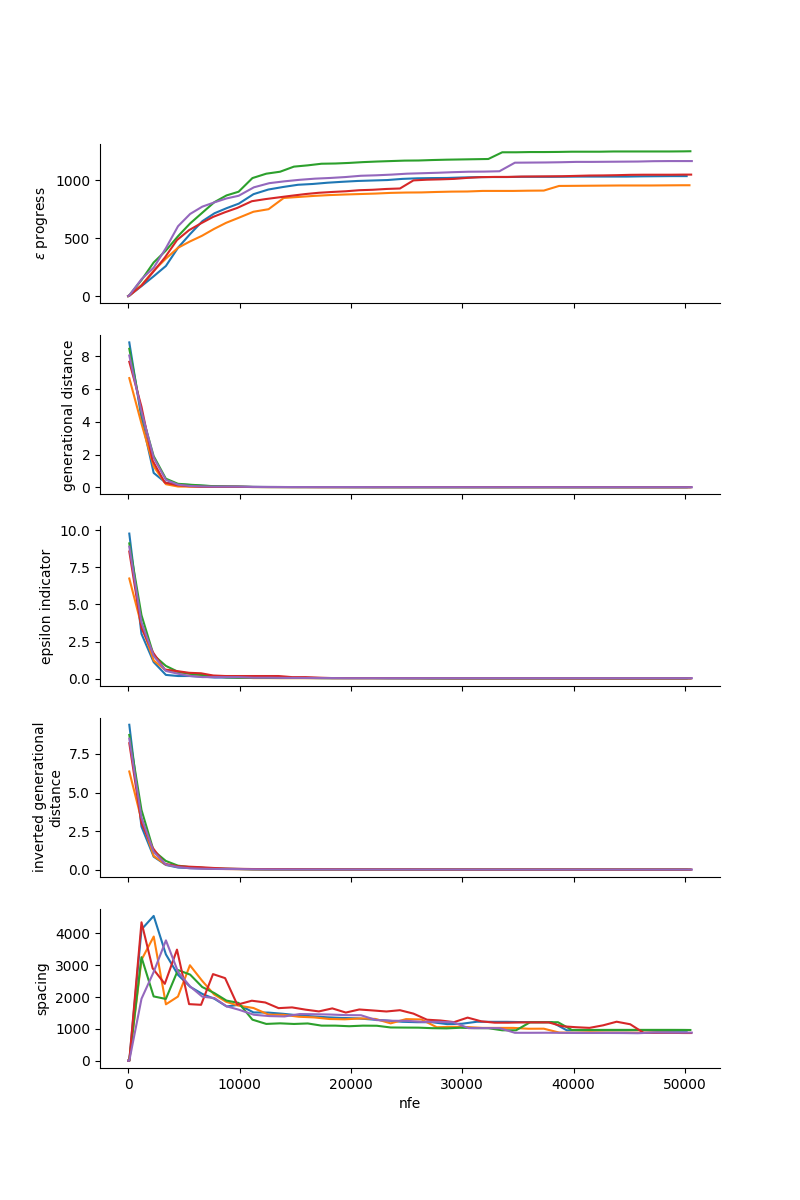 ε progress
1000
500
0
generational distance
8
6
4
2
0
epsilon indicator
10.0
7.5
5.0
2.5
0.0
inverted generational
distance
7.5
5.0
2.5
0.0
spacing
4000
3000
2000
1000
0
0 10000 20000 30000 40000 50000
nfe